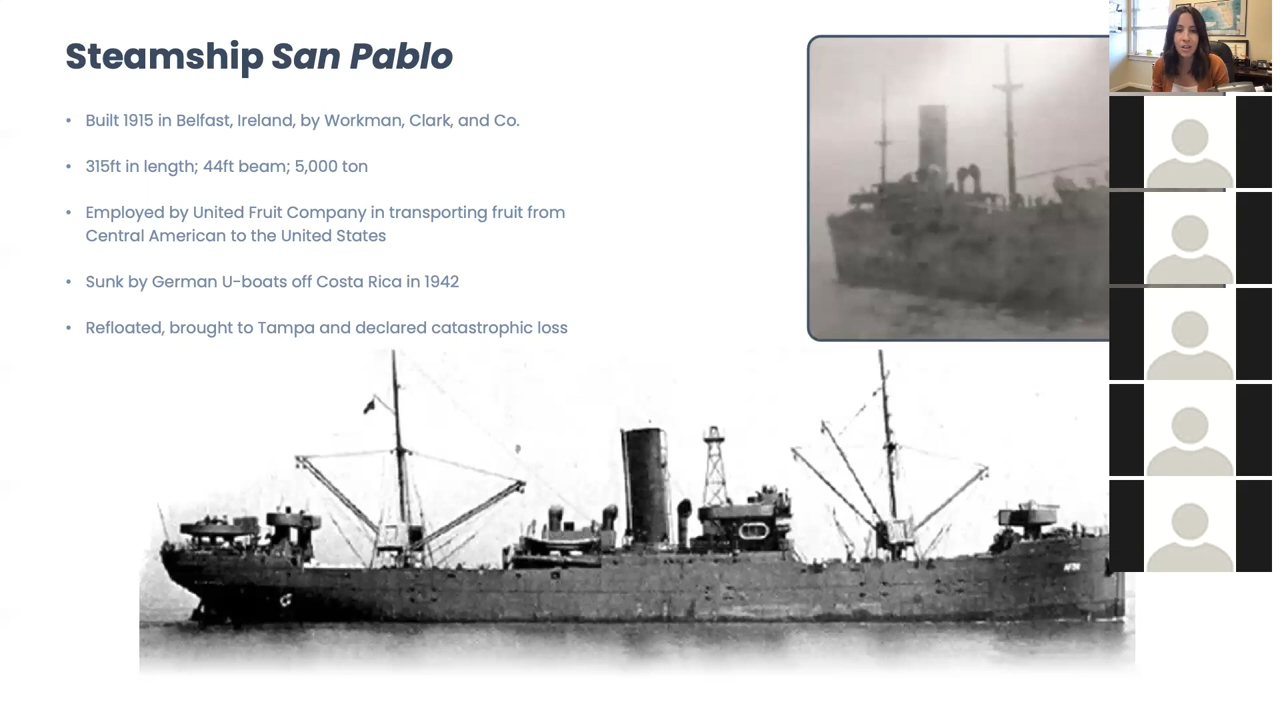 Steamship San Pablo
• Built 1915 in Belfast, Ireland, by Workman, Clark, and Co.
• 315ft in length; 44ft beam; 5,000 ton
• Employed by United Fruit Company in transporting fruit from
Central American to the United States
• Sunk by German U-boats off Costa Rica in 1942
• Refloated, brought to Tampa and declared catastrophic loss